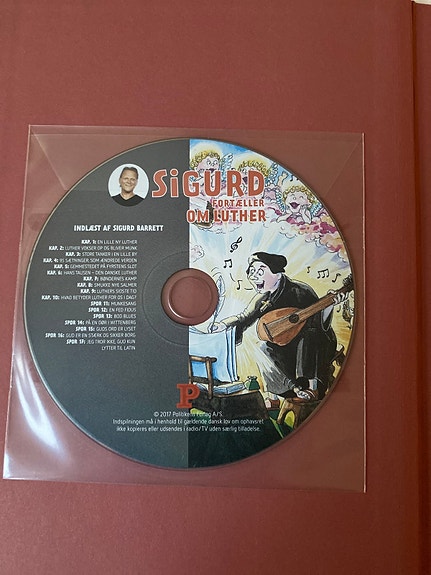 SiGURD
FORTÆLLER
OM LUTHER
INDLÆST AF SIGURD BARRETT
KAP. 1: EN LILLE NY LUTHER
KAP. 2: LUTHER VOKSER OP OG BLIVER MUNK
KAP. 3: STORE TANKER I EN LILLE BY
KAP. 4: 95 SÆTNINGER, SOM ÆNDREDE VERDEN
KAP. 5: GEMMESTEDET PÅ FYRSTENS SLOT
KAP. 6: HANS TAUSEN – DEN DANSKE LUTHER
KAP. 7: BØNDERNES KAMP
KAP. 8: SMUKKE NYE SALMER
KAP. 9: LUTHERS SIDSTE TID
KAP. 10: HVAD BETYDER LUTHER FOR OS I DAG?
SPOR 11: MUNKESANG
SPOR 12: EN FED FIDUS
SPOR 13: BOD BLUES
SPOR 14: PÅ EN DØR I WITTENBERG
SPOR 15: GUDS ORD ER LYSET
SPOR 16: GUD ER EN STÆRK OG SIKKER BORG
SPOR 17: JEG TROR IKKE, GUD KUN
LYTTER TIL LATIN
P
© 2017 Politikens Forlag A/S.
Indspilningen må i henhold til gældende dansk lov om ophavsret
ikke kopieres eller udsendes i radio/TV uden særlig tilladelse.